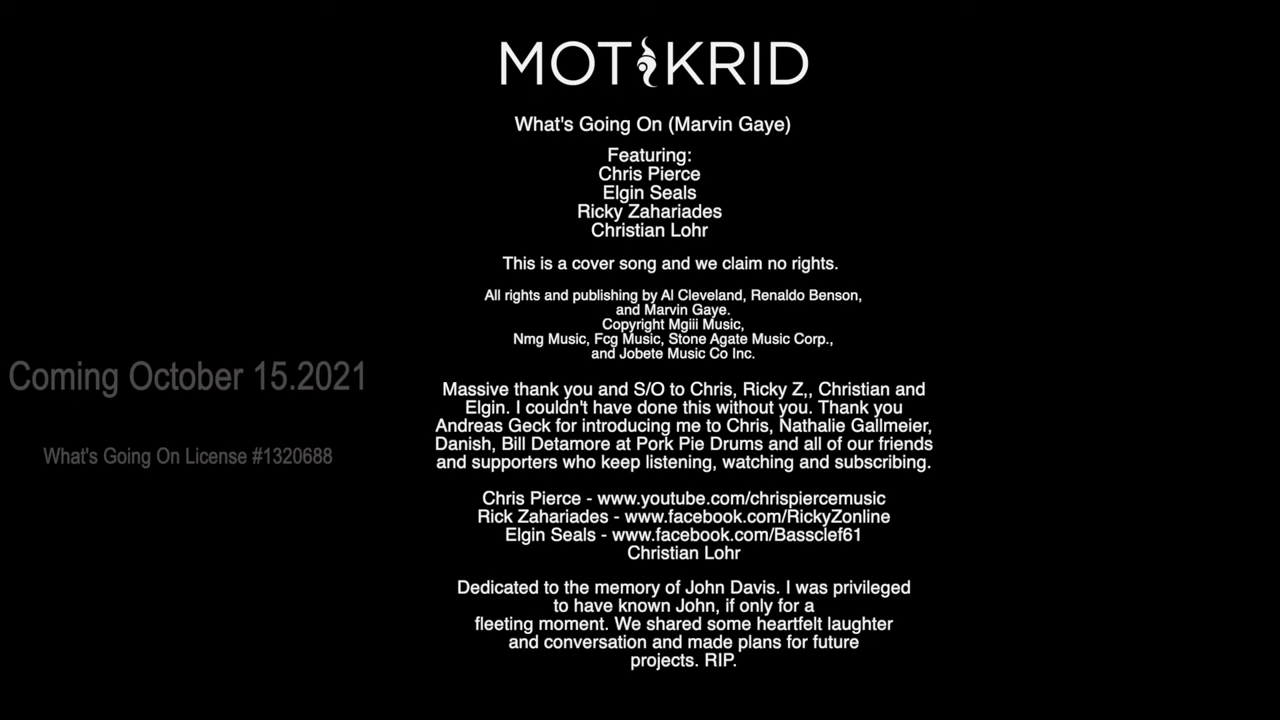 MOT KRID
What's Going On (Marvin Gaye)
Featuring:
Chris Pierce
Elgin Seals
Ricky Zahariades
Christian Lohr
This is a cover song and we claim no rights.
All rights and publishing by Al Cleveland, Renaldo Benson,
and Marvin Gaye.
Copyright Mgiii Music,
Nmg Music, Fcg Music, Stone Agate Music Corp.,
and Jobete Music Co Inc.
Coming October 15.2021
What's Going On License #1320688
Massive thank you and S/O to Chris, Ricky Z,, Christian and
Elgin. I couldn't have done this without you. Thank you
Andreas Geck for introducing me to Chris, Nathalie Gallmeier,
Danish, Bill Detamore at Pork Pie Drums and all of our friends
and supporters who keep listening, watching and subscribing.
Chris Pierce - www.youtube.com/chrispiercemusic
Rick Zahariades - www.facebook.com/RickyZonline
Elgin Seals - www.facebook.com/Bassclef61
Christian Lohr
Dedicated to the memory of John Davis. I was privileged
to have known John, if only for a
fleeting moment. We shared some heartfelt laughter
and conversation and made plans for future
projects. RIP.